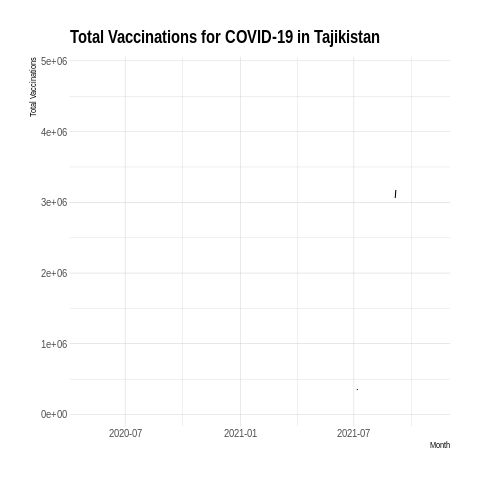 Total Vaccinations for COVID-19 in Tajikistan
Total Vaccinations
5e+06
4e+06
3e+06
2e+06
1e+06
0e+00
2020-07
2021-01
2021-07
Month